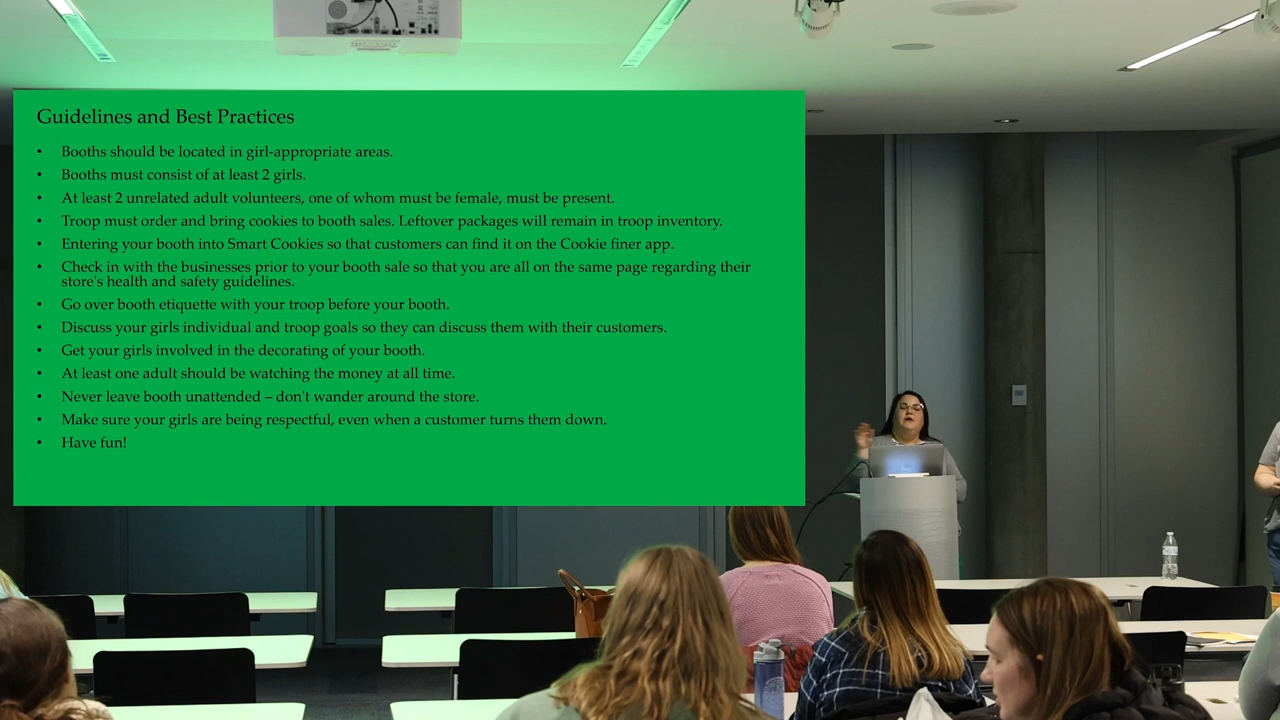 Guidelines and Best Practices
• Booths should be located in girl-appropriate areas.
• Booths must consist of at least 2 girls.
• At least 2 unrelated adult volunteers, one of whom must be female, must be present.
• Troop must order and bring cookies to booth sales. Leftover packages will remain in troop inventory.
• Entering your booth into Smart Cookies so that customers can find it on the Cookie finer app.
• Check in with the businesses prior to your booth sale so that you are all on the same page regarding their
store's health and safety guidelines.
• Go over booth etiquette with your troop before your booth.
• Discuss your girls individual and troop goals so they can discuss them with their customers.
• Get your girls involved in the decorating of your booth.
• At least one adult should be watching the money at all time.
• Never leave booth unattended – don't wander around the store.
• Make sure your girls are being respectful, even when a customer turns them down.
• Have fun!